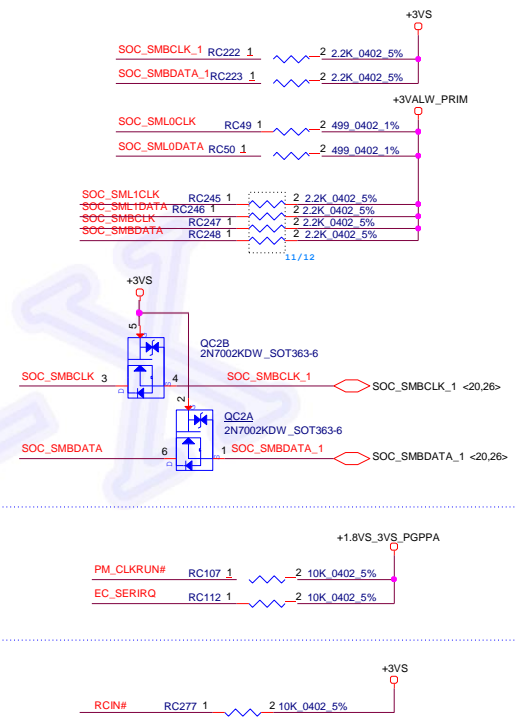 +3VS
SOC_SMBCLK_1 RC222 1 2 2.2K_0402_5%
SOC_SMBDATA_1 RC223 1 2 2.2K_0402_5%
+3VALW_PRIM
SOC_SML0CLK RC49 1 2 499_0402_1%
SOC_SML0DATA RC50 1 2 499_0402_1%
SOC_SML1CLK RC245 1 2 2.2K_0402_5%
SOC_SML1DATA RC246 1 2 2.2K_0402_5%
SOC_SMBCLK RC247 1 2 2.2K_0402_5%
SOC_SMBDATA RC248 1 2 2.2K_0402_5%
11/12
+3VS
5
QC2B
2N7002KDW_SOT363-6
SOC_SMBCLK 3 D S 4 SOC_SMBCLK_1 SOC_SMBCLK_1 <20,26>
2
QC2A
2N7002KDW_SOT363-6
SOC_SMBDATA 6 D S 1 SOC_SMBDATA_1 SOC_SMBDATA_1 <20,26>
+1.8VS_3VS_PGPPA
PM_CLKRUN# RC107 1 2 10K_0402_5%
EC_SERIRQ RC112 1 2 10K_0402_5%
+3VS
RCIN# RC277 1 2 10K_0402_5%